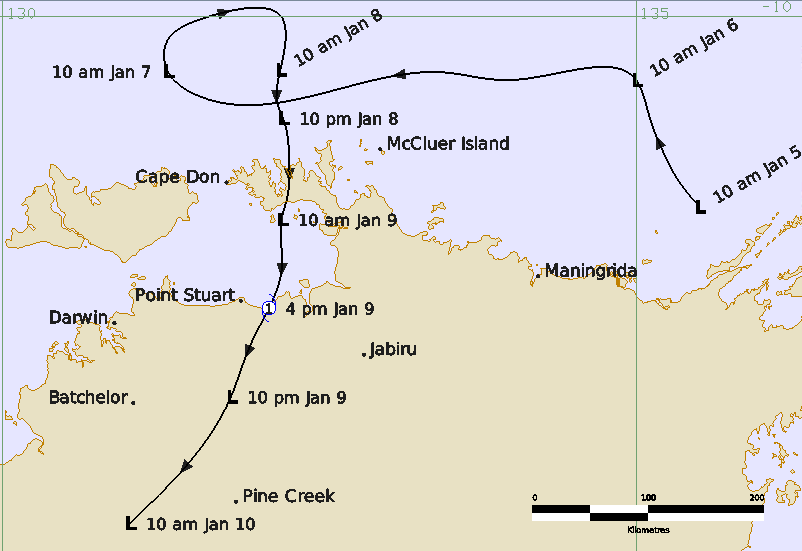 130
135
-10
10 am Jan 8
10 am Jan 6
10 am Jan 7
10 pm Jan 8
McCluer Island
10 am Jan 5
Cape Don
10 am Jan 9
Maningrida
Point Stuart
1
4 pm Jan 9
Darwin
Jabiru
Batchelor
10 pm Jan 9
Pine Creek
0 100 200
10 am Jan 10
Kilometres
L
L
L
L
L
L
L
L